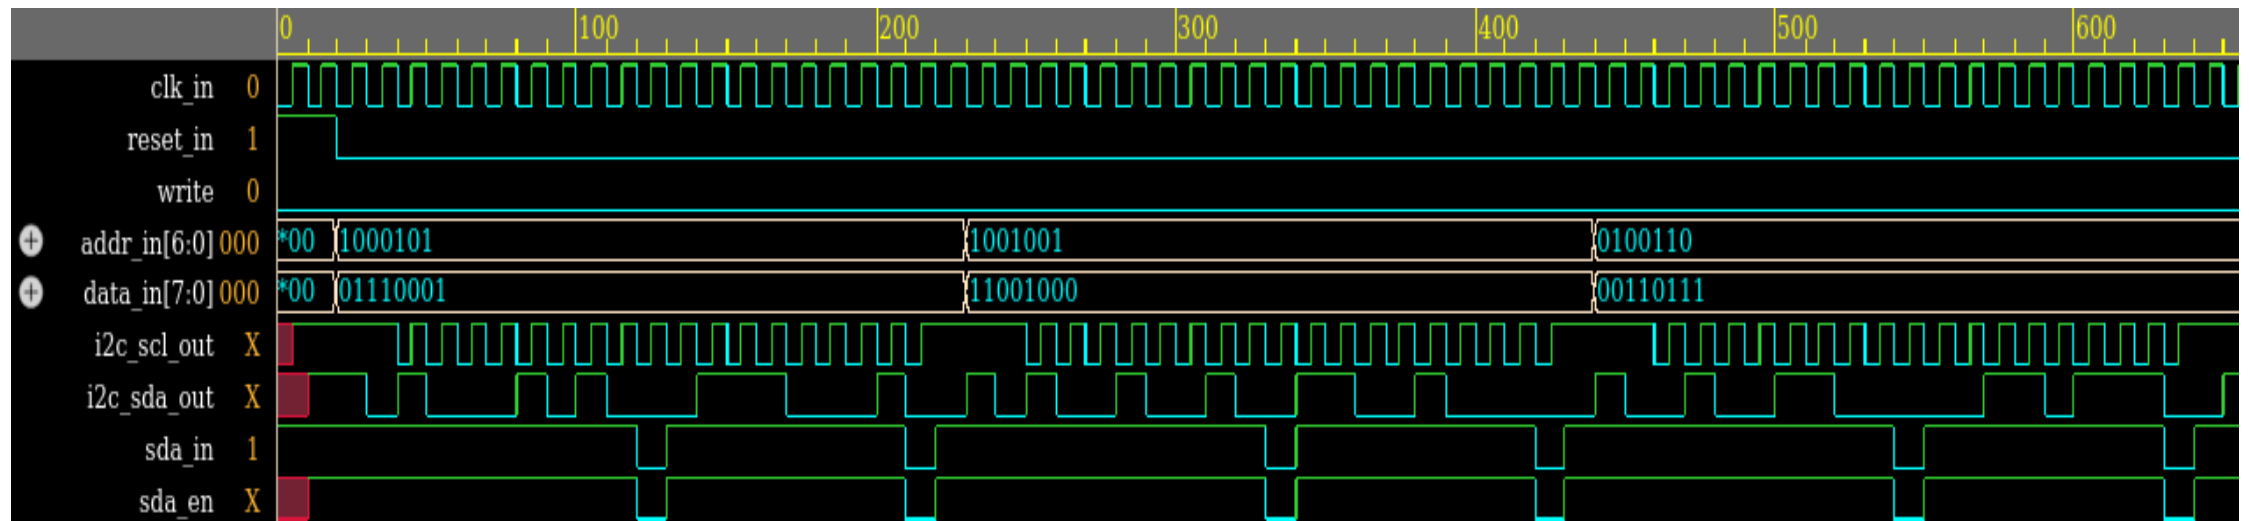 0 100 200 300 400 500 600
clk_in 0
reset_in 1
write 0
addr_in[6:0] 000 *00 1000101 1001001 0100110
data_in[7:0] 000 *00 01110001 11001000 00110111
i2c_scl_out X
i2c_sda_out X
sda_in 1
sda_en X